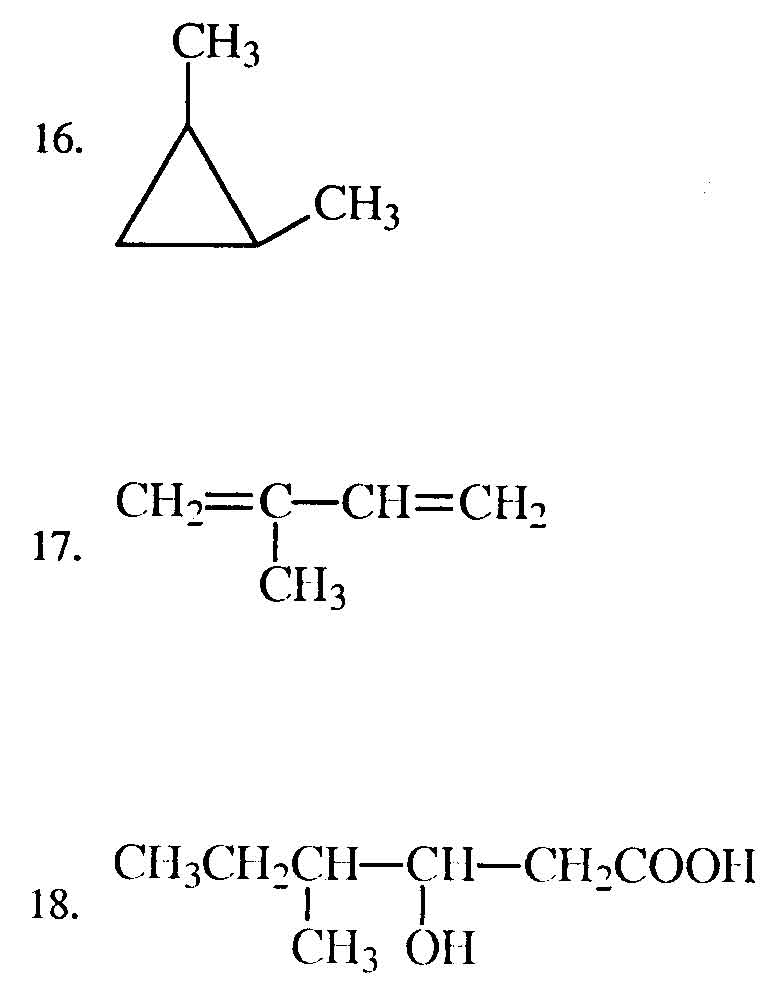 CH3
16.
CH3
CH2=C—CH=CH2
17.
CH3
CH3CH2CH—CH—CH2COOH
18.
CH3 OH